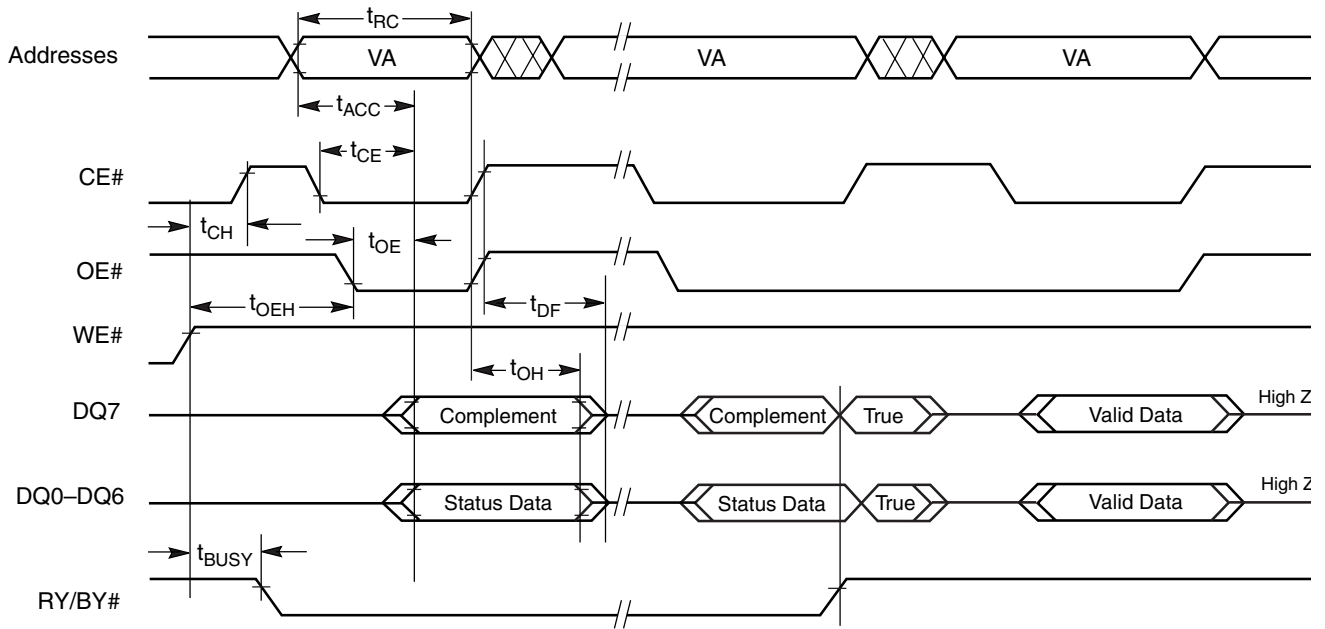 tRC
Addresses VA VA VA
tACC
tCE
CE#
tCH
tOE
OE#
tOEH
tDF
WE#
tOH
DQ7 Complement Complement True Valid Data High Z
DQ0–DQ6 Status Data Status Data True Valid Data High Z
tBUSY
RY/BY#